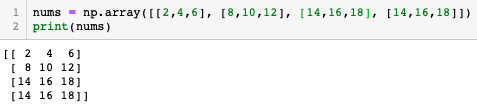 1 nums = np.array([[2,4,6], [8,10,12], [14,16,18], [14,16,18]])
2 print(nums)
[[ 2  4  6]
 [ 8 10 12]
 [14 16 18]
 [14 16 18]]